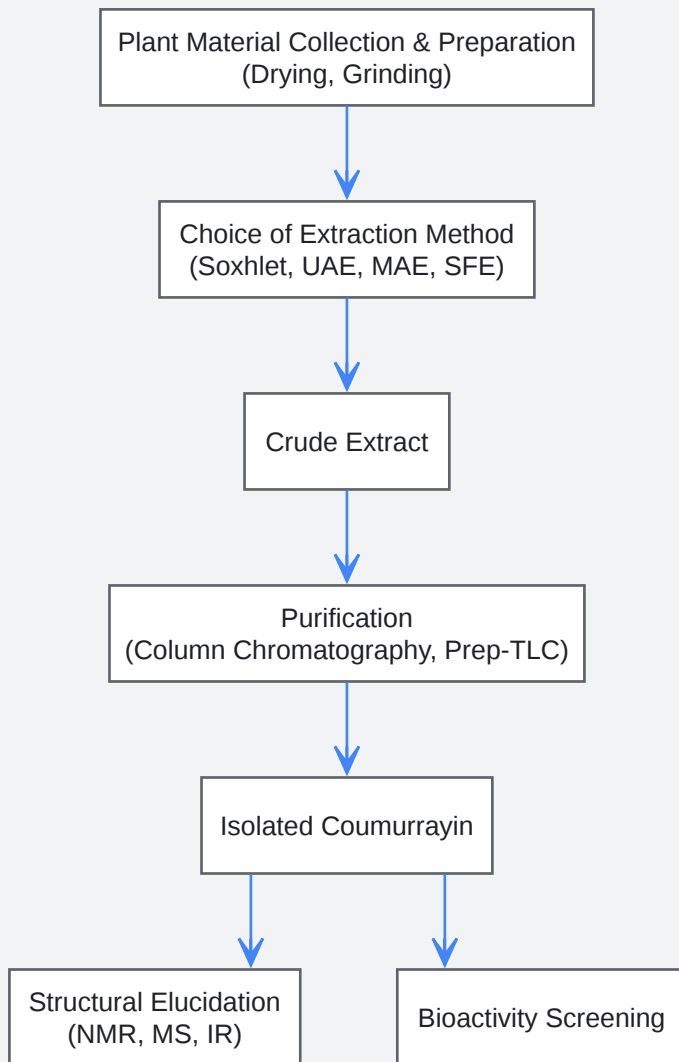 Plant Material Collection & Preparation
(Drying, Grinding)
Choice of Extraction Method
(Soxhlet, UAE, MAE, SFE)
Crude Extract
Purification
(Column Chromatography, Prep-TLC)
Isolated Coumurrayin
Structural Elucidation
(NMR, MS, IR)
Bioactivity Screening